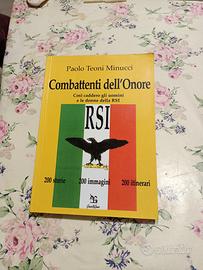 Paolo Teoni Minucci
Combattenti dell'Onore
Così caddero gli uomini
e le donne della RSI
RSI
200 storie 200 immagini 200 itinerari